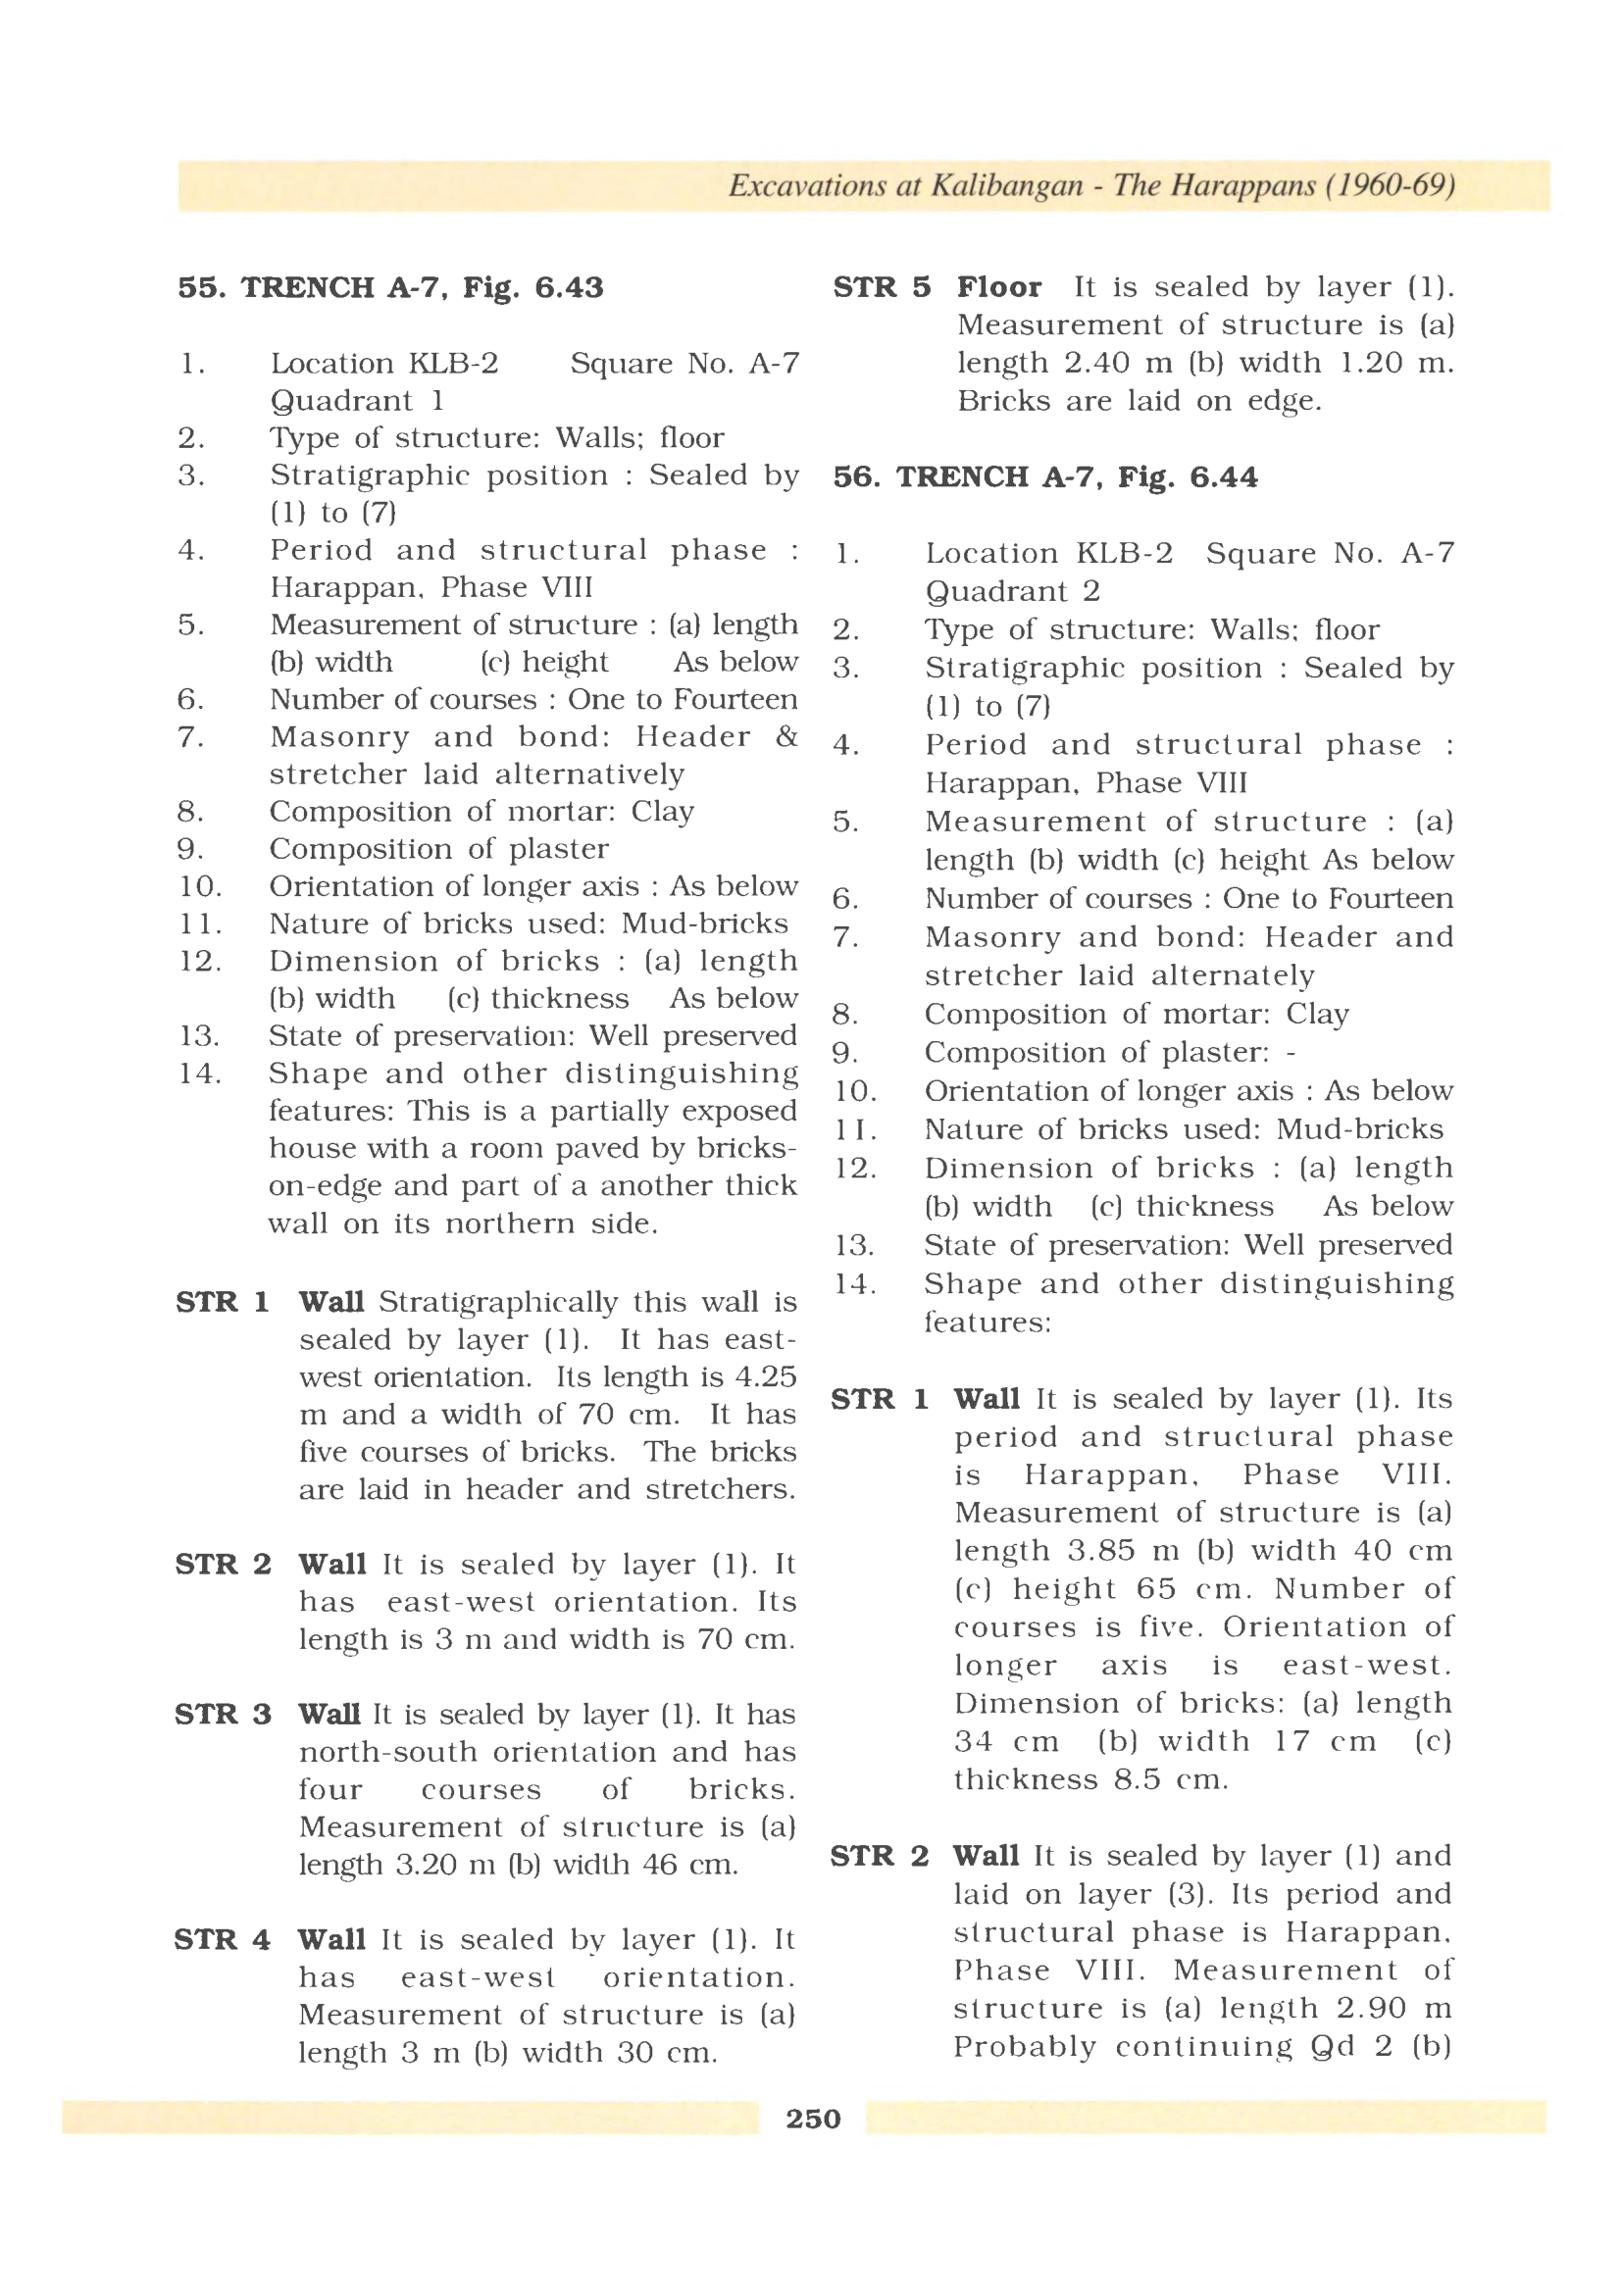 Excavations at Kalibangan - The Harappans (1960-69)
55. TRENCH A-7, Fig. 6.43
1. Location KLB-2 Square No. A-7
Quadrant 1
2. Type of structure: Walls; floor
3. Stratigraphic position : Sealed by
(1) to (7)
4. Period and structural phase :
Harappan, Phase VIII
5. Measurement of structure : (a) length
(b) width (c) height As below
6. Number of courses : One to Fourteen
7. Masonry and bond: Header &
stretcher laid alternatively
8. Composition of mortar: Clay
9. Composition of plaster
10. Orientation of longer axis : As below
11. Nature of bricks used: Mud-bricks
12. Dimension of bricks : (a) length
(b) width (c) thickness As below
13. State of preservation: Well preserved
14. Shape and other distinguishing
features: This is a partially exposed
house with a room paved by bricks-
on-edge and part of a another thick
wall on its northern side.
STR 1 Wall Stratigraphically this wall is
sealed by layer (1). It has east-
west orientation. Its length is 4.25
m and a width of 70 cm. It has
five courses of bricks. The bricks
are laid in header and stretchers.
STR 2 Wall It is sealed by layer (1). It
has east-west orientation. Its
length is 3 m and width is 70 cm.
STR 3 Wall It is sealed by layer (1). It has
north-south orientation and has
four courses of bricks.
Measurement of structure is (a)
length 3.20 m (b) width 46 cm.
STR 4 Wall It is sealed by layer (1). It
has east-west orientation.
Measurement of structure is (a)
length 3 m (b) width 30 cm.
STR 5 Floor It is sealed by layer (1).
Measurement of structure is (a)
length 2.40 m (b) width 1.20 m.
Bricks are laid on edge.
56. TRENCH A-7, Fig. 6.44
1. Location KLB-2 Square No. A-7
Quadrant 2
2. Type of structure: Walls; floor
3. Stratigraphic position : Sealed by
(1) to (7)
4. Period and structural phase :
Harappan, Phase VIII
5. Measurement of structure : (a)
length (b) width (c) height As below
6. Number of courses : One to Fourteen
7. Masonry and bond: Header and
stretcher laid alternately
8. Composition of mortar: Clay
9. Composition of plaster: -
10. Orientation of longer axis : As below
11. Nature of bricks used: Mud-bricks
12. Dimension of bricks : (a) length
(b) width (c) thickness As below
13. State of preservation: Well preserved
14. Shape and other distinguishing
features:
STR 1 Wall It is sealed by layer (1). Its
period and structural phase
is Harappan, Phase VIII.
Measurement of structure is (a)
length 3.85 m (b) width 40 cm
(c) height 65 cm. Number of
courses is five. Orientation of
longer axis is east-west.
Dimension of bricks: (a) length
34 cm (b) width 17 cm (c)
thickness 8.5 cm.
STR 2 Wall It is sealed by layer (1) and
laid on layer (3). Its period and
structural phase is Harappan,
Phase VIII. Measurement of
structure is (a) length 2.90 m
Probably continuing Qd 2 (b)
250